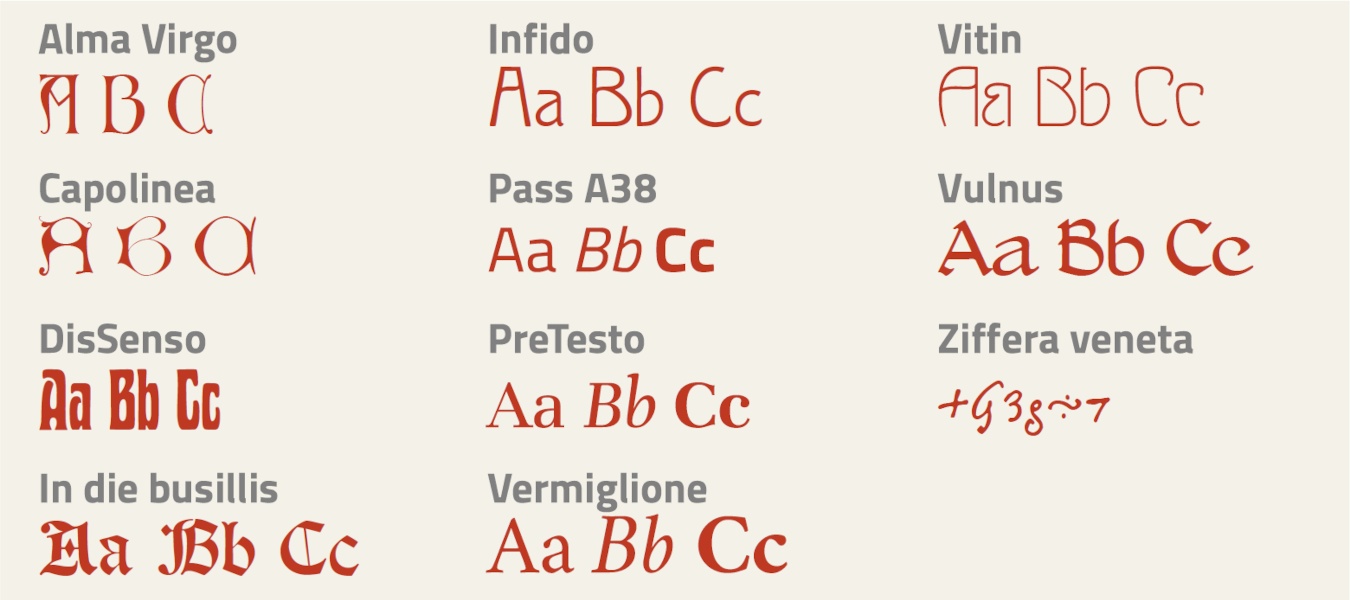 Alma Virgo
A B C
Capolinea
A B C
DisSenso
Aa Bb Cc
In die busillis
Aa Bb Cc
Infido
Aa Bb Cc
Pass A38
Aa Bb Cc
PreTesto
Aa Bb Cc
Vermiglione
Aa Bb Cc
Vitin
Aa Bb Cc
Vulnus
Aa Bb Cc
Ziffera veneta